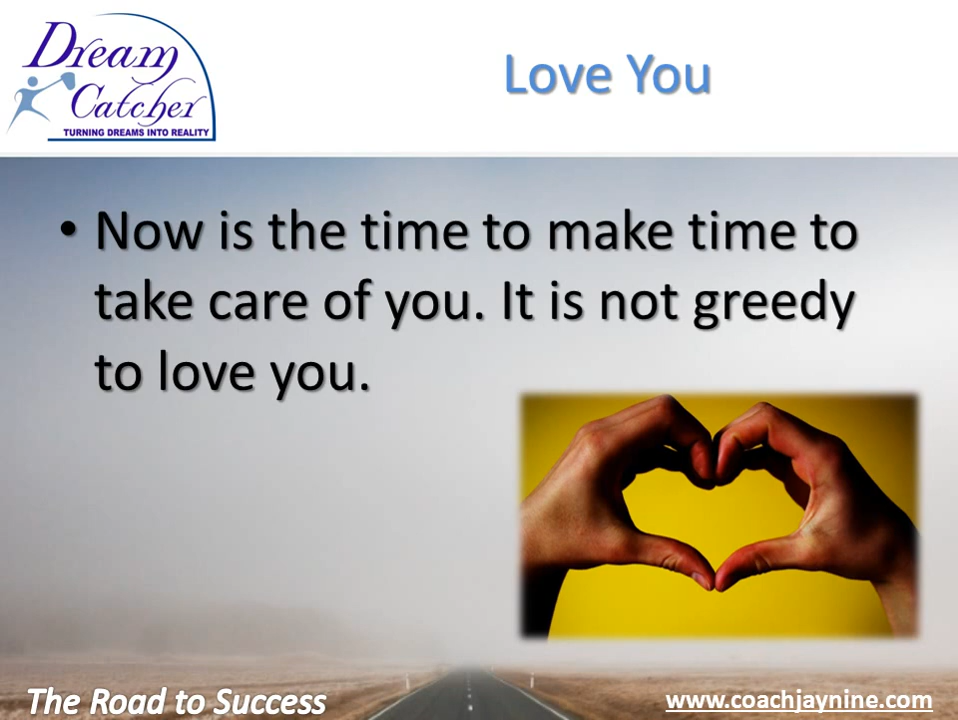 Dream
Catcher
TURNING DREAMS INTO REALITY
Love You
• Now is the time to make time to
take care of you. It is not greedy
to love you.
The Road to Success
www.coachjaynine.com